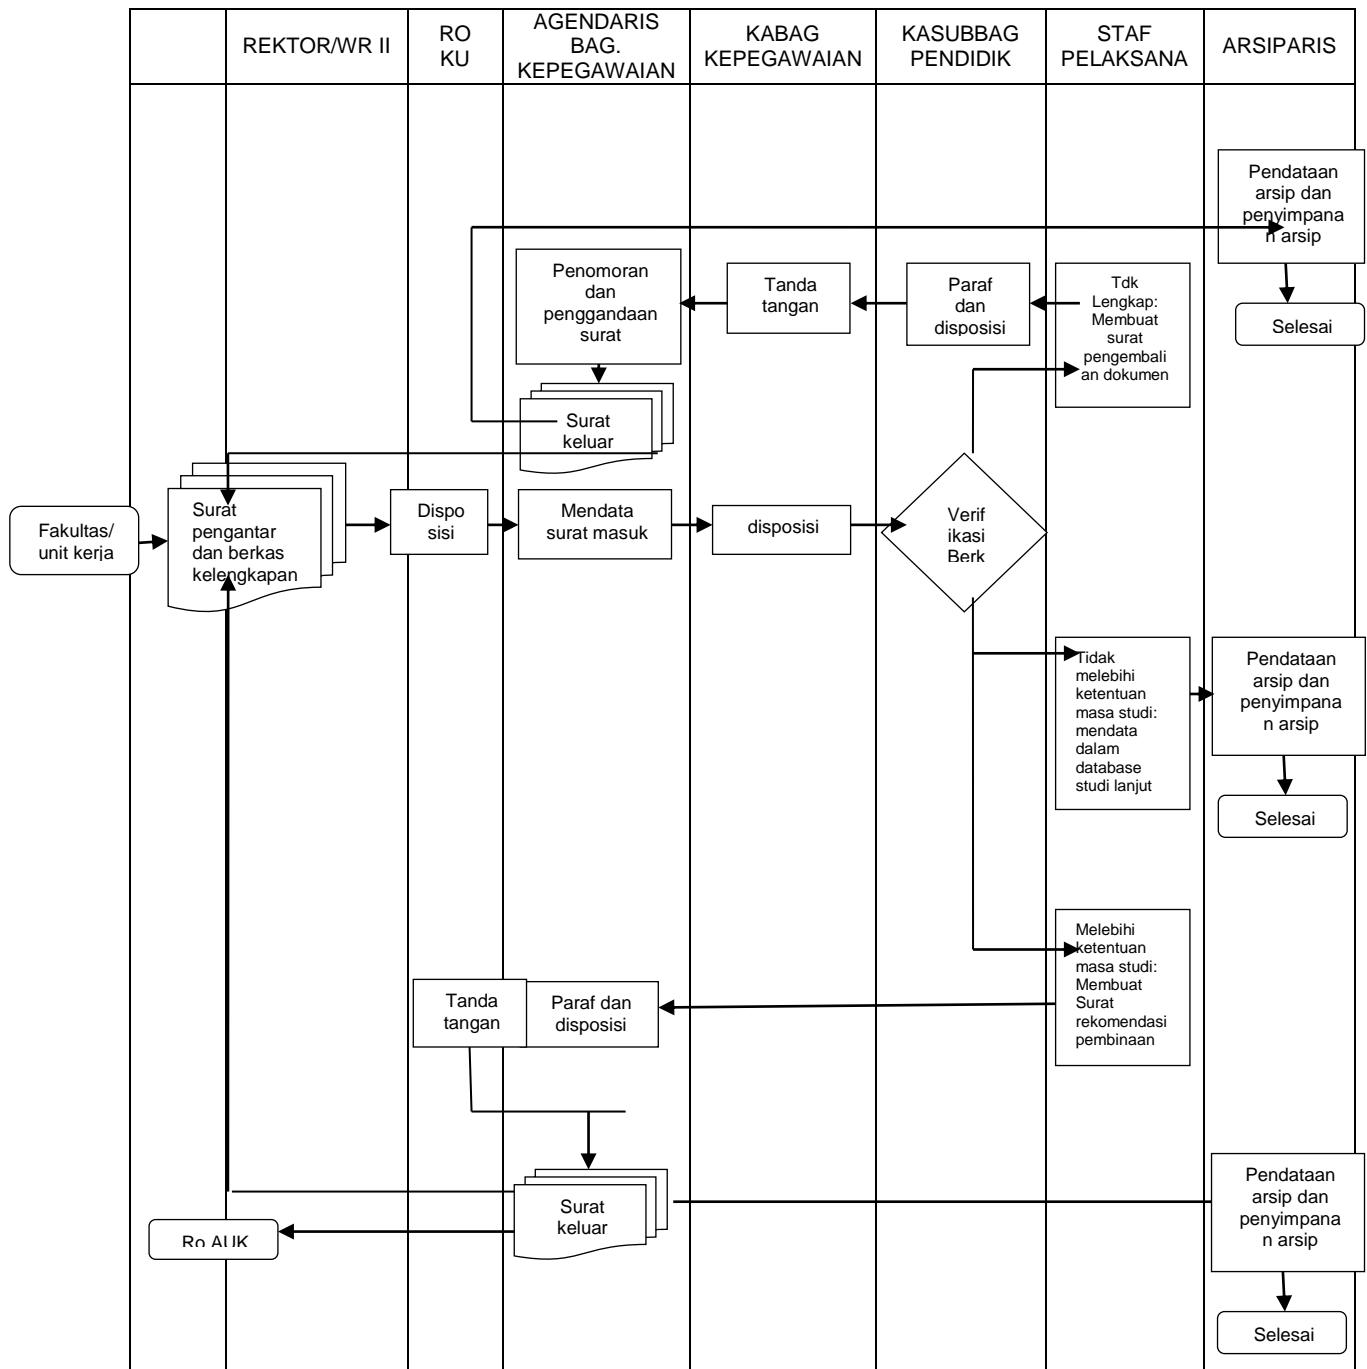 REKTOR/WR II
RO
KU
AGENDARIS
BAG.
KEPEGAWAIAN
KABAG
KEPEGAWAIAN
KASUBBAG
PENDIDIK
STAF
PELAKSANA
ARSIPARIS
Pendataan
arsip dan
penyimpana
n arsip
Selesai
Penomoran
dan
penggandaan
surat
Tanda
tangan
Paraf
dan
disposisi
Tdk
Lengkap:
Membuat
surat
pengembali
an dokumen
Surat
keluar
Fakultas/
unit kerja
Surat
pengantar
dan berkas
kelengkapan
Dispo
sisi
Mendata
surat masuk
disposisi
Verif
ikasi
Berk
Tidak
melebihi
ketentuan
masa studi:
mendata
dalam
database
studi lanjut
Pendataan
arsip dan
penyimpana
n arsip
Selesai
Melebihi
ketentuan
masa studi:
Membuat
Surat
rekomendasi
pembinaan
Tanda
tangan
Paraf dan
disposisi
Surat
keluar
Ro AUK
Pendataan
arsip dan
penyimpana
n arsip
Selesai